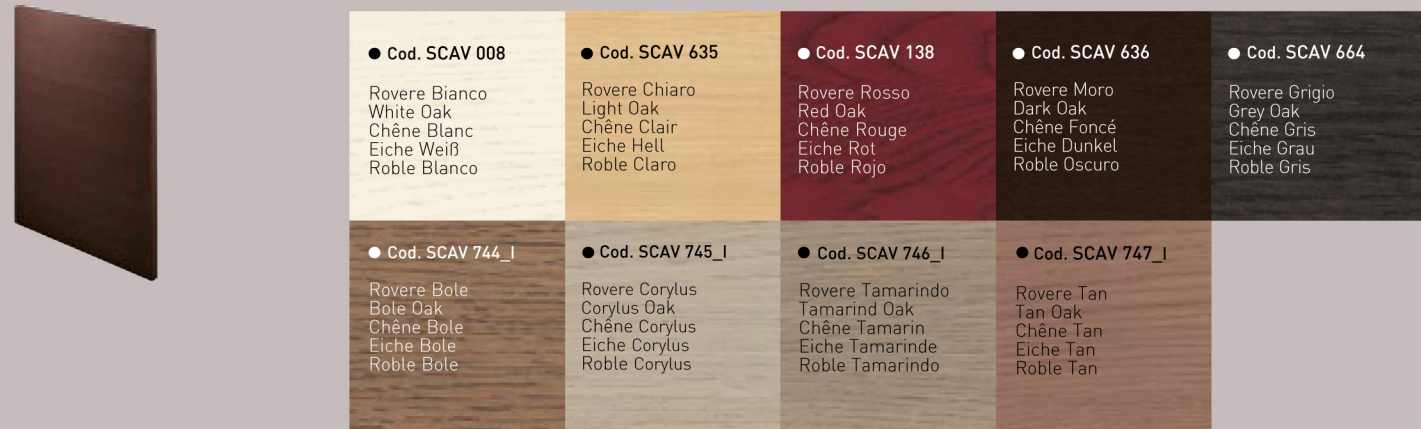 ● Cod. SCAV 008
Rovere Bianco
White Oak
Chêne Blanc
Eiche Weiß
Roble Blanco
● Cod. SCAV 635
Rovere Chiaro
Light Oak
Chêne Clair
Eiche Hell
Roble Claro
● Cod. SCAV 138
Rovere Rosso
Red Oak
Chêne Rouge
Eiche Rot
Roble Rojo
● Cod. SCAV 636
Rovere Moro
Dark Oak
Chêne Foncé
Eiche Dunkel
Roble Oscuro
● Cod. SCAV 664
Rovere Grigio
Grey Oak
Chêne Gris
Eiche Grau
Roble Gris
● Cod. SCAV 744_I
Rovere Bole
Bole Oak
Chêne Bole
Eiche Bole
Roble Bole
● Cod. SCAV 745_I
Rovere Corylus
Corylus Oak
Chêne Corylus
Eiche Corylus
Roble Corylus
● Cod. SCAV 746_I
Rovere Tamarindo
Tamarind Oak
Chêne Tamarin
Eiche Tamarinde
Roble Tamarindo
● Cod. SCAV 747_I
Rovere Tan
Tan Oak
Chêne Tan
Eiche Tan
Roble Tan